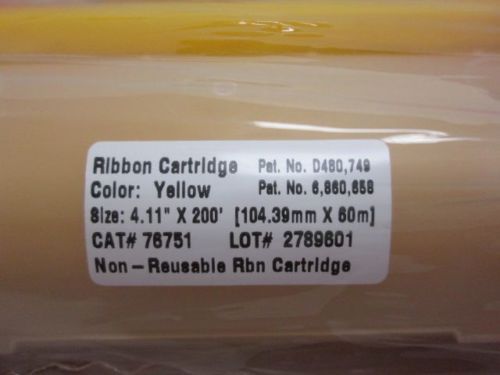 Ribbon Cartridge Pat. No. D480,749
Color: Yellow Pat. No. 6,860,658
Size: 4.11" X 200' [104.39mm X 60m]
CAT# 76751 LOT# 2789601
Non-Reusable Rbn Cartridge